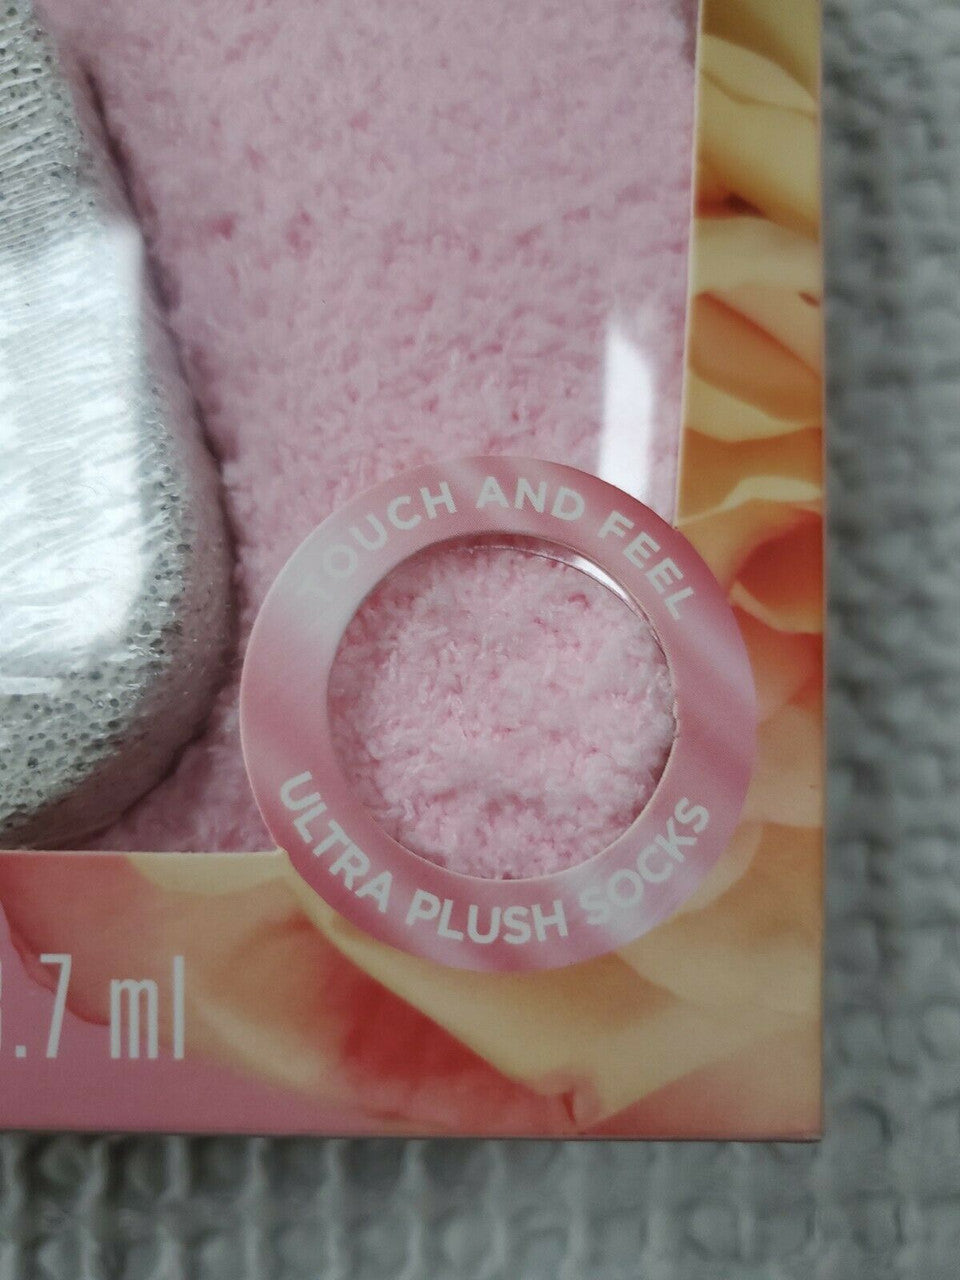 TOUCH AND FEEL
ULTRA PLUSH SOCKS
.7 ml